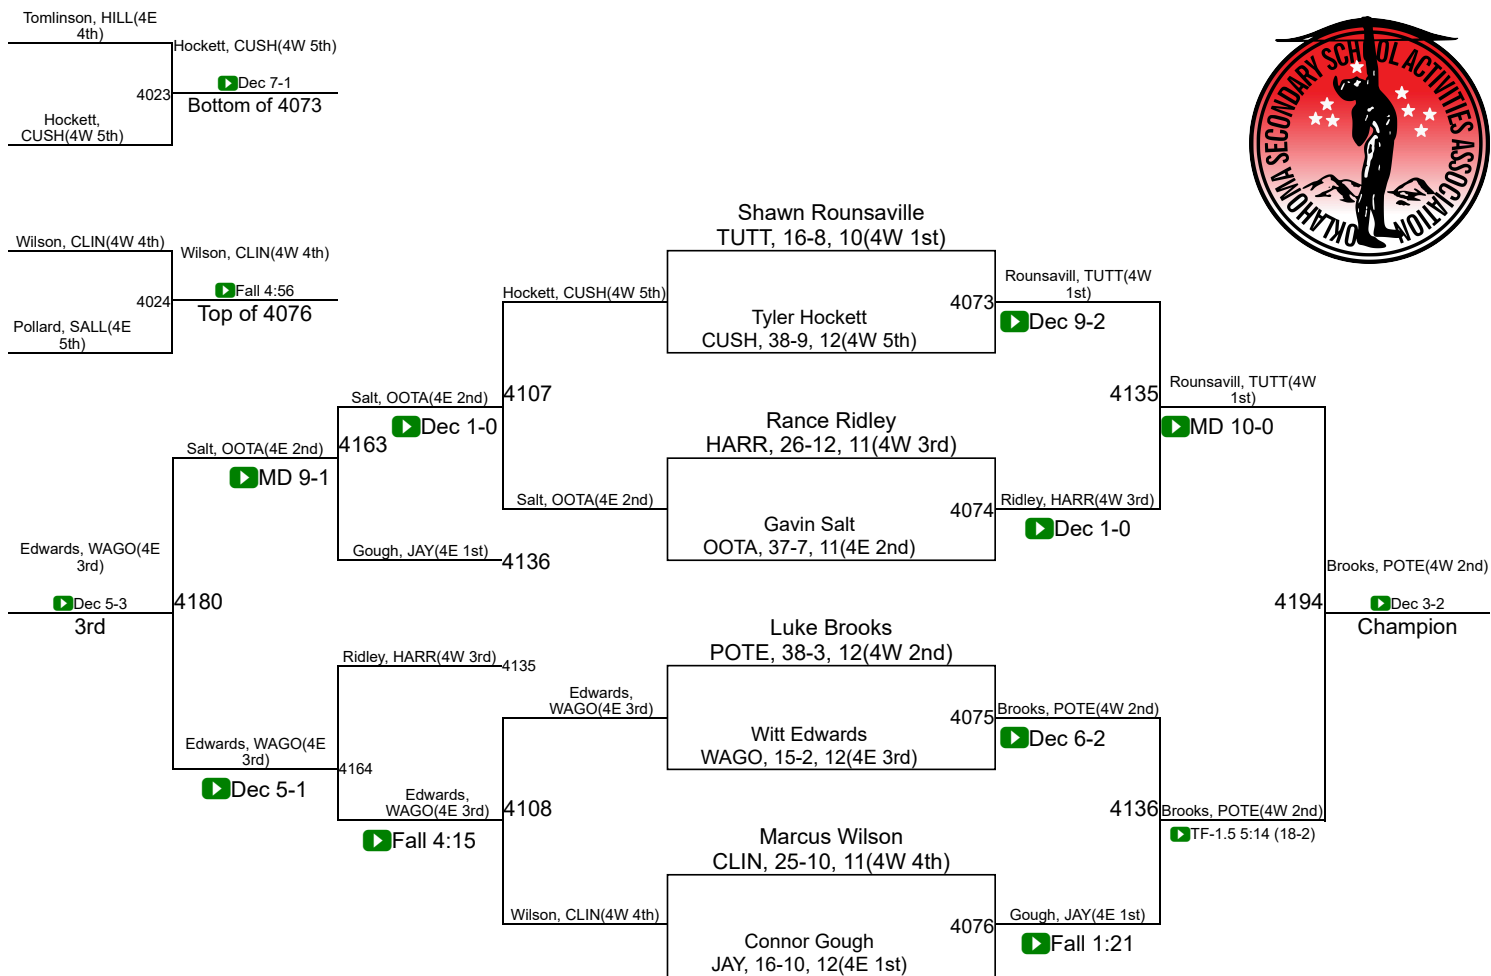 Tomlinson, HILL(4E
4th)
Hockett, CUSH(4W 5th)
Dec 7-1
4023
Bottom of 4073
Hockett,
CUSH(4W 5th)
Wilson, CLIN(4W 4th)
Wilson, CLIN(4W 4th)
Fall 4:56
4024
Top of 4076
Pollard, SALL(4E
5th)
OKLAHOMA SECONDARY SCHOOL ACTIVITIES ASSOCIATION
Shawn Rounsaville
TUTT, 16-8, 10(4W 1st)
Hockett, CUSH(4W 5th)
4073
Rounsavill, TUTT(4W
1st)
Dec 9-2
Tyler Hockett
CUSH, 38-9, 12(4W 5th)
Salt, OOTA(4E 2nd)
Dec 1-0
4107
4135
Rounsavill, TUTT(4W
1st)
MD 10-0
Rance Ridley
HARR, 26-12, 11(4W 3rd)
Salt, OOTA(4E 2nd)
MD 9-1
4163
Salt, OOTA(4E 2nd)
4074
Ridley, HARR(4W 3rd)
Dec 1-0
Gavin Salt
OOTA, 37-7, 11(4E 2nd)
Gough, JAY(4E 1st)
4136
Edwards, WAGO(4E
3rd)
Dec 5-3
3rd
4180
4194
Brooks, POTE(4W 2nd)
Dec 3-2
Champion
Luke Brooks
POTE, 38-3, 12(4W 2nd)
Ridley, HARR(4W 3rd)
4135
Edwards,
WAGO(4E 3rd)
4075
Brooks, POTE(4W 2nd)
Dec 6-2
Witt Edwards
WAGO, 15-2, 12(4E 3rd)
Edwards, WAGO(4E
3rd)
Dec 5-1
4164
Edwards,
WAGO(4E 3rd)
Fall 4:15
4108
4136
Brooks, POTE(4W 2nd)
TF-1.5 5:14 (18-2)
Marcus Wilson
CLIN, 25-10, 11(4W 4th)
Wilson, CLIN(4W 4th)
4076
Gough, JAY(4E 1st)
Fall 1:21
Connor Gough
JAY, 16-10, 12(4E 1st)